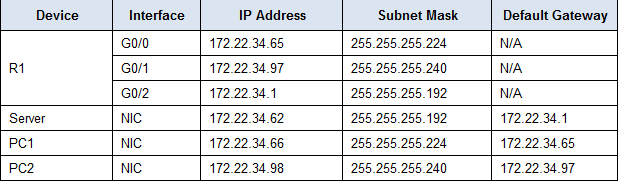 Device Interface IP Address Subnet Mask Default Gateway
R1 G0/0 172.22.34.65 255.255.255.224 N/A
G0/1 172.22.34.97 255.255.255.240 N/A
G0/2 172.22.34.1 255.255.255.192 N/A
Server NIC 172.22.34.62 255.255.255.192 172.22.34.1
PC1 NIC 172.22.34.66 255.255.255.224 172.22.34.65
PC2 NIC 172.22.34.98 255.255.255.240 172.22.34.97